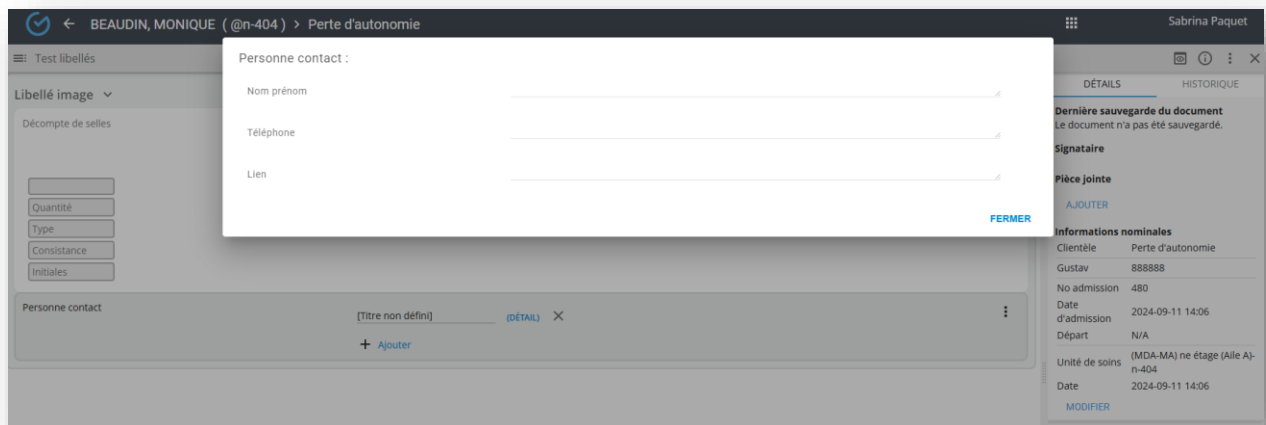 BEAUDIN, MONIQUE ( @n-404 ) > Perte d'autonomie
Sabrina Paquet
Test libellés
Personne contact :
Nom prénom
Téléphone
Lien
FERMER
Libellé image
Décompte de selles
Quantité
Type
Consistance
Initiales
Personne contact
[Titre non défini]
(DÉTAIL)
+ Ajouter
DÉTAILS
HISTORIQUE
Dernière sauvegarde du document
Le document n'a pas été sauvegardé.
Signataire
Pièce jointe
AJOUTER
Informations nominales
Clientèle Perte d'autonomie
Gustav 888888
No admission 480
Date
d'admission 2024-09-11 14:06
Départ N/A
Unité de soins (MDA-MA) ne étage (Aile A)-
n-404
Date 2024-09-11 14:06
MODIFIER